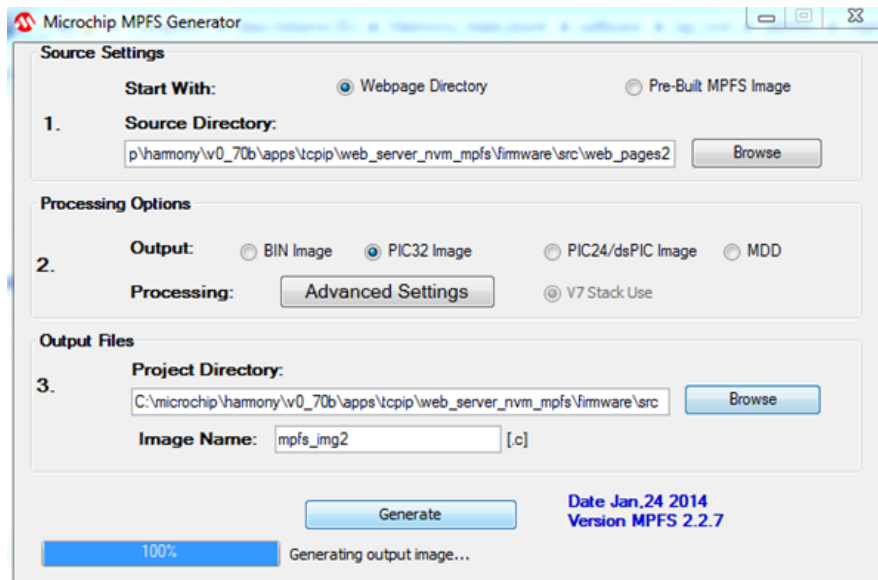 Microchip MPFS Generator
Source Settings
Start With: Webpage Directory Pre-Built MPFS Image
1.
Source Directory:
p\harmony\v0_70b\apps\tcpip\web_server_nvm_mpfs\firmware\src\web_pages2 Browse
Processing Options
2.
Output: BIN Image PIC32 Image PIC24/dsPIC Image MDD
Processing: Advanced Settings V7 Stack Use
Output Files
3.
Project Directory:
C:\microchip\harmony\v0_70b\apps\tcpip\web_server_nvm_mpfs\firmware\src Browse
Image Name: mpfs_img2 [.c]
Generate
Date Jan,24 2014
Version MPFS 2.2.7
100% Generating output image...